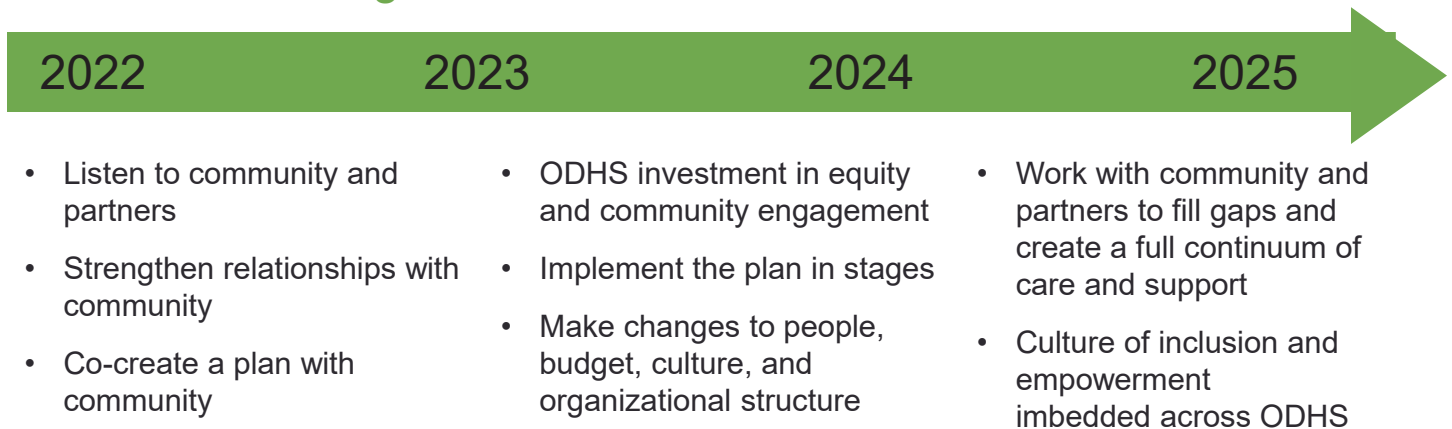 2022 2023 2024 2025
• Listen to community and
partners
• Strengthen relationships with
community
• Co-create a plan with
community
• ODHS investment in equity
and community engagement
• Implement the plan in stages
• Make changes to people,
budget, culture, and
organizational structure
• Work with community and
partners to fill gaps and
create a full continuum of
care and support
• Culture of inclusion and
empowerment
imbedded across ODHS